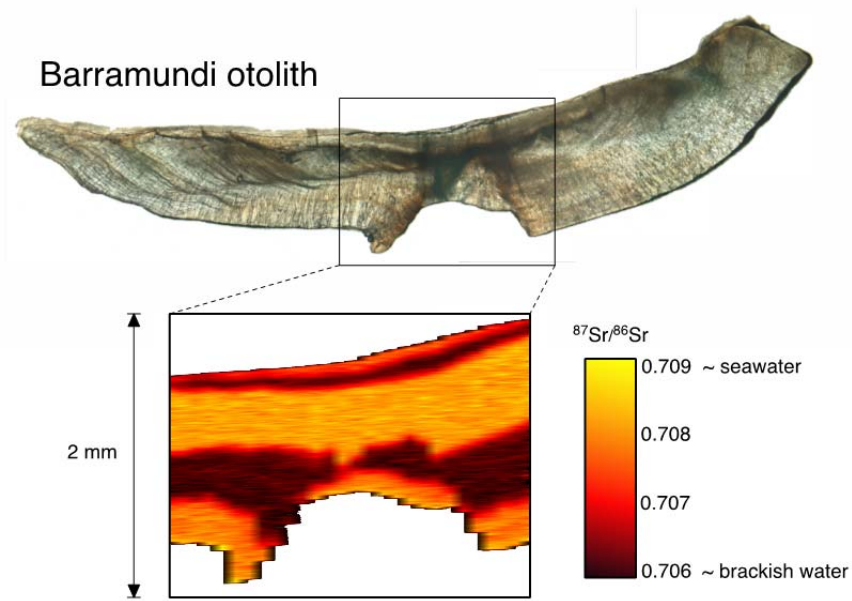 Barramundi otolith
⁸⁷Sr/⁸⁶Sr
0.709 ~ seawater
0.708
2 mm
0.707
0.706 ~ brackish water